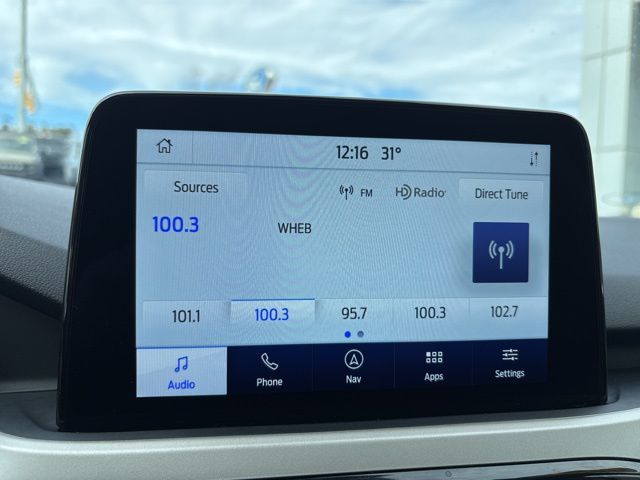 12:16 31°
Sources FM HD Radio Direct Tune
100.3 WHEB
101.1 100.3 95.7 100.3 102.7
Audio Phone Nav Apps Settings